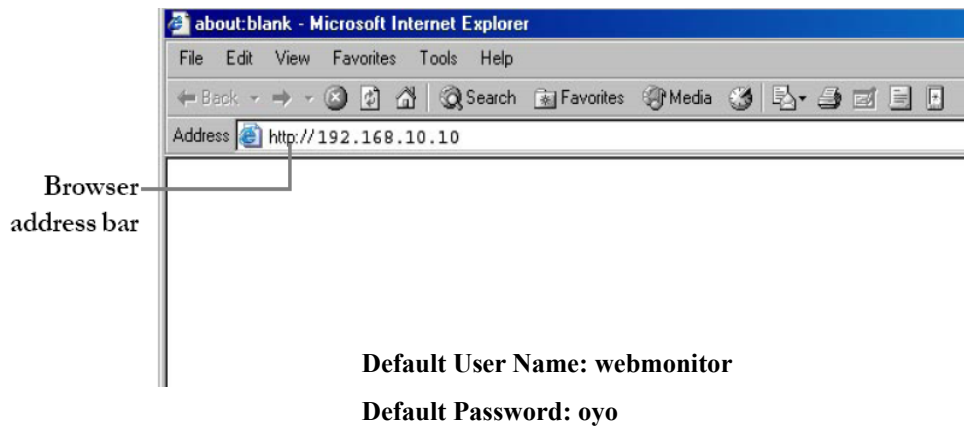 about:blank - Microsoft Internet Explorer
File Edit View Favorites Tools Help
Back Search Favorites Media
Address http://192.168.10.10
Browser
address bar
Default User Name: webmonitor
Default Password: oyo